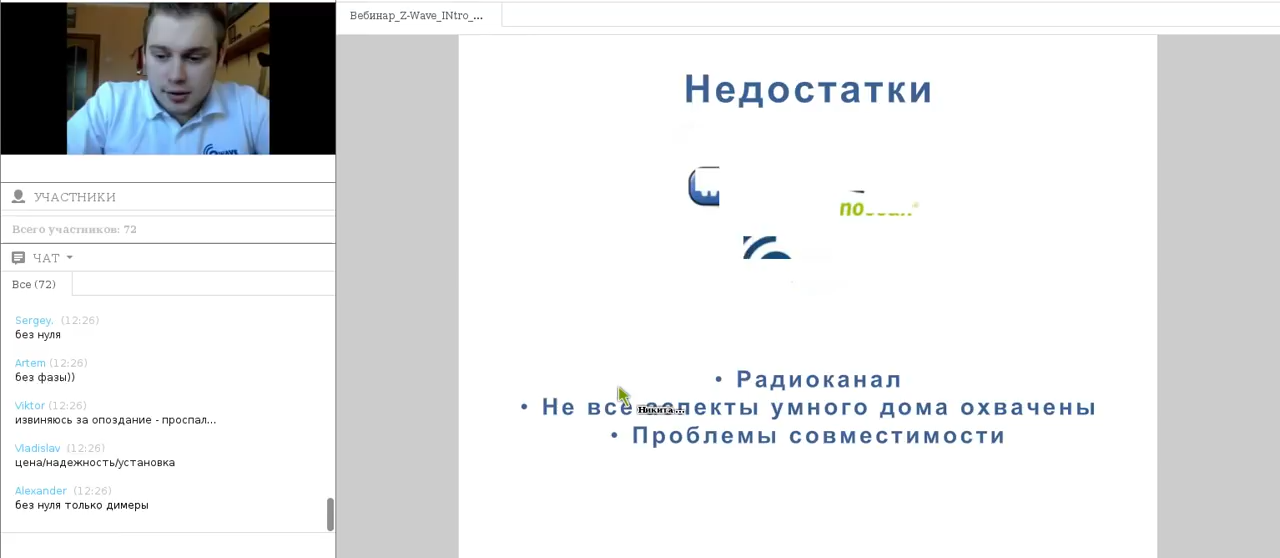 Вебинар_Z-Wave_INtro_...
УЧАСТНИКИ
Всего участников: 72
ЧАТ
Все (72)
Sergey. (12:26)
без нуля
Artem (12:26)
без фазы))
Viktor (12:26)
извиняюсь за опоздание - проспал...
Vladislav (12:26)
цена/надежность/установка
Alexander (12:26)
без нуля только димеры
Недостатки
• Радиоканал
• Не все аспекты умного дома охвачены
Никита...
• Проблемы совместимости